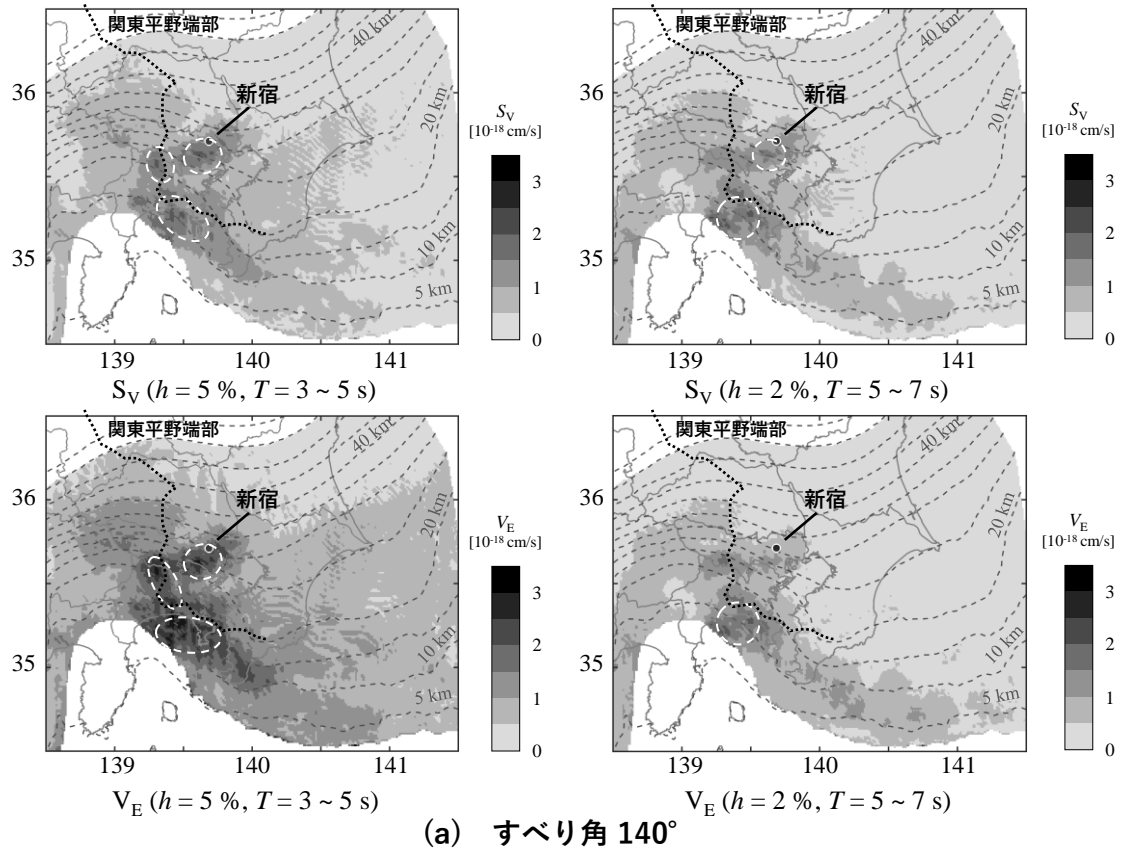 関東平野端部
40 km
新宿
36
20 km
35
10 km
5 km
139
140
141
S_V
[10^-18 cm/s]
3
2
1
0
S_V (h = 5 %, T = 3 ~ 5 s)
関東平野端部
40 km
新宿
36
20 km
35
10 km
5 km
139
140
141
S_V
[10^-18 cm/s]
3
2
1
0
S_V (h = 2 %, T = 5 ~ 7 s)
関東平野端部
40 km
新宿
36
20 km
35
10 km
5 km
139
140
141
V_E
[10^-18 cm/s]
3
2
1
0
V_E (h = 5 %, T = 3 ~ 5 s)
関東平野端部
40 km
新宿
36
20 km
35
10 km
5 km
139
140
141
V_E
[10^-18 cm/s]
3
2
1
0
V_E (h = 2 %, T = 5 ~ 7 s)
(a) すべり角 140°